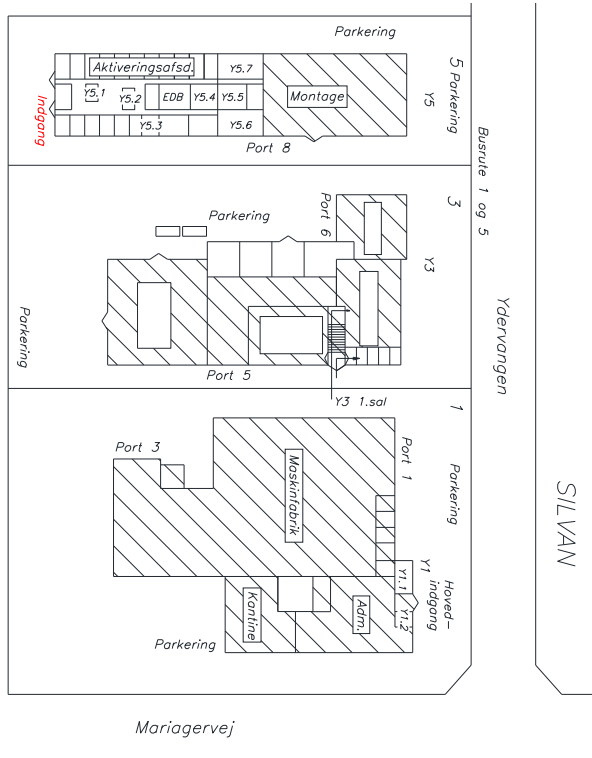 Parkering
5 Parkering
Y5
Aktiveringsafsd.
Y5.7
Y5.1
Y5.2
EDB
Y5.4
Y5.5
Montage
Y5.3
Y5.6
Indgang
Port 8
Busrute 1 og 5
3
Port 6
Parkering
Y3
Parkering
Ydervangen
Port 5
Y3 1.sal
1
Port 3
Port 1
Maskinfabrik
Parkering
SILVAN
Y1
Hoved-
indgang
Y1.1
Y1.2
Kantine
Adm.
Parkering
Mariagervej